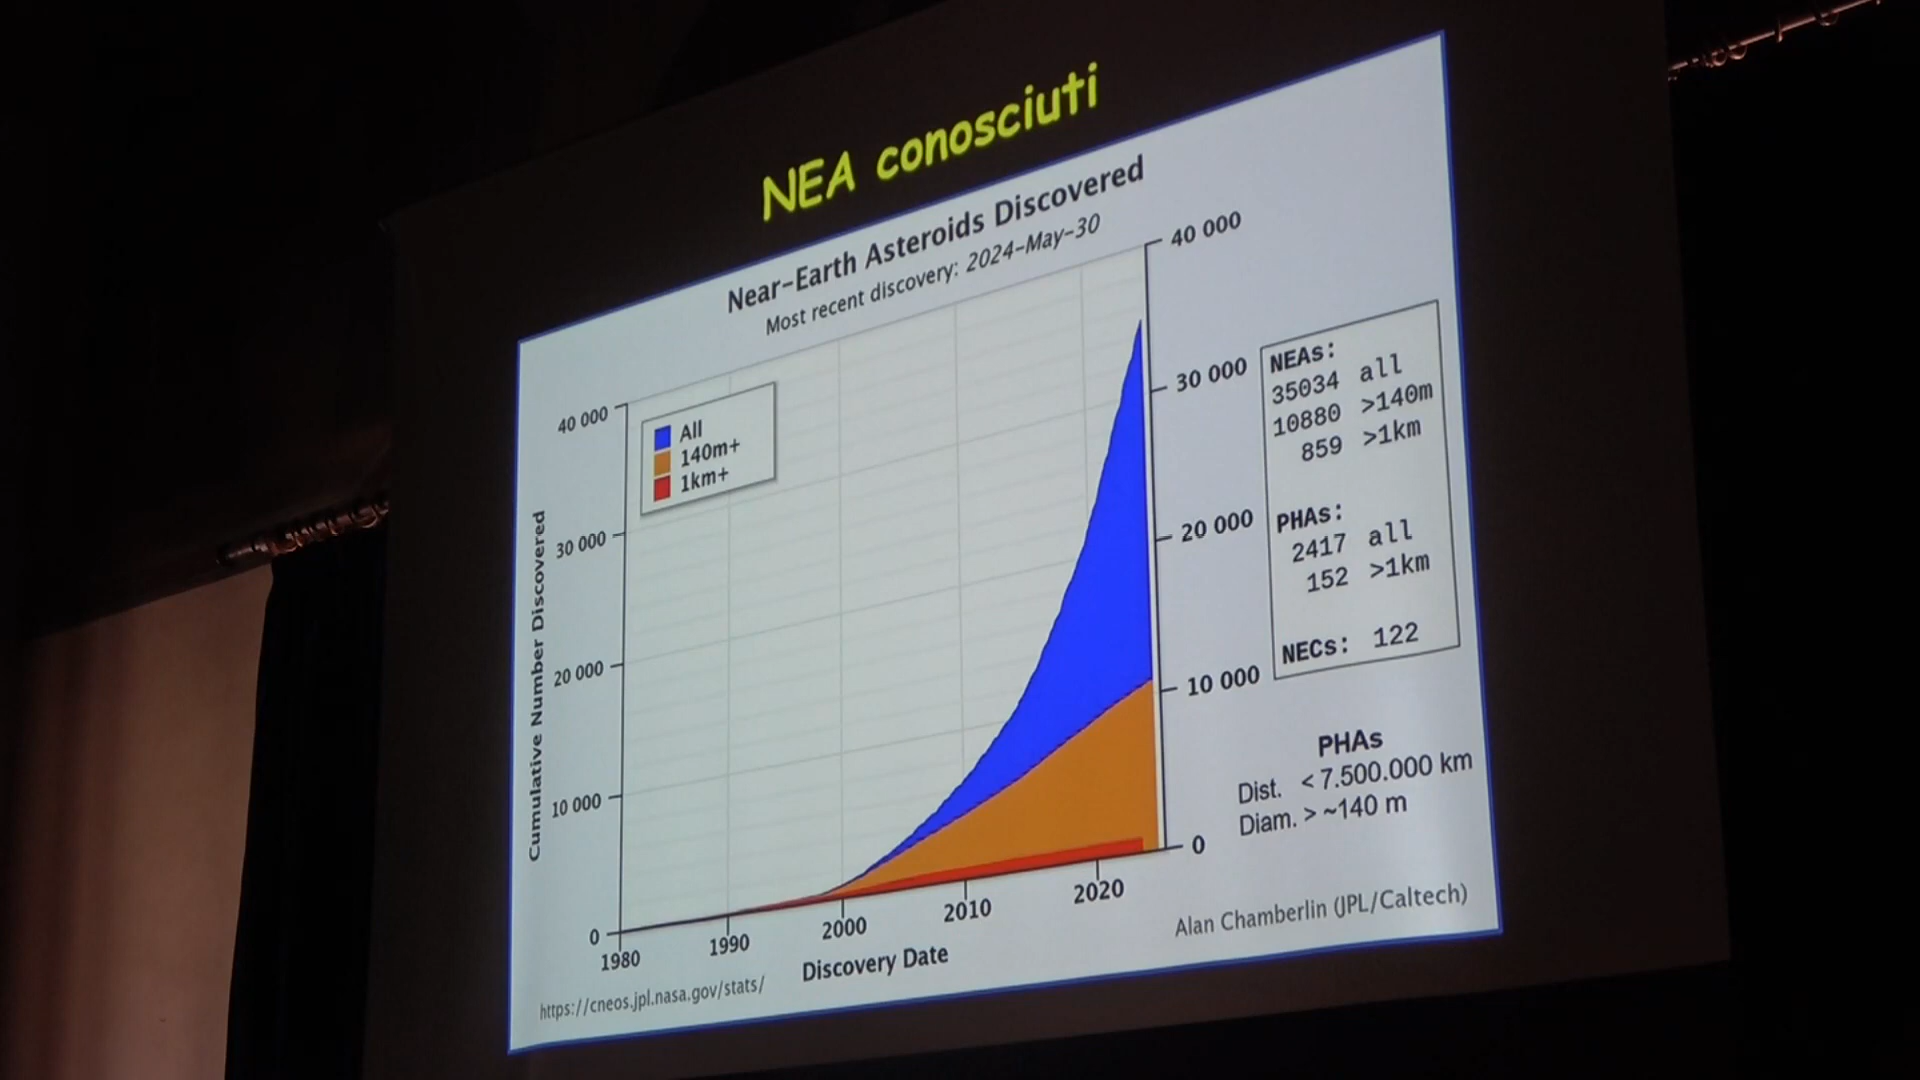 NEA conosciuti
Near-Earth Asteroids Discovered
Most recent discovery: 2024-May-30
40 000
30 000
20 000
10 000
0
Cumulative Number Discovered
All
140m+
1km+
40 000
30 000
20 000
10 000
0
1980
1990
2000
2010
2020
Discovery Date
NEAs:
35034 all
10880 >140m
859 >1km
PHAs:
2417 all
152 >1km
NECs: 122
PHAs
Dist. < 7.500.000 km
Diam. > ~140 m
Alan Chamberlin (JPL/Caltech)
https://cneos.jpl.nasa.gov/stats/